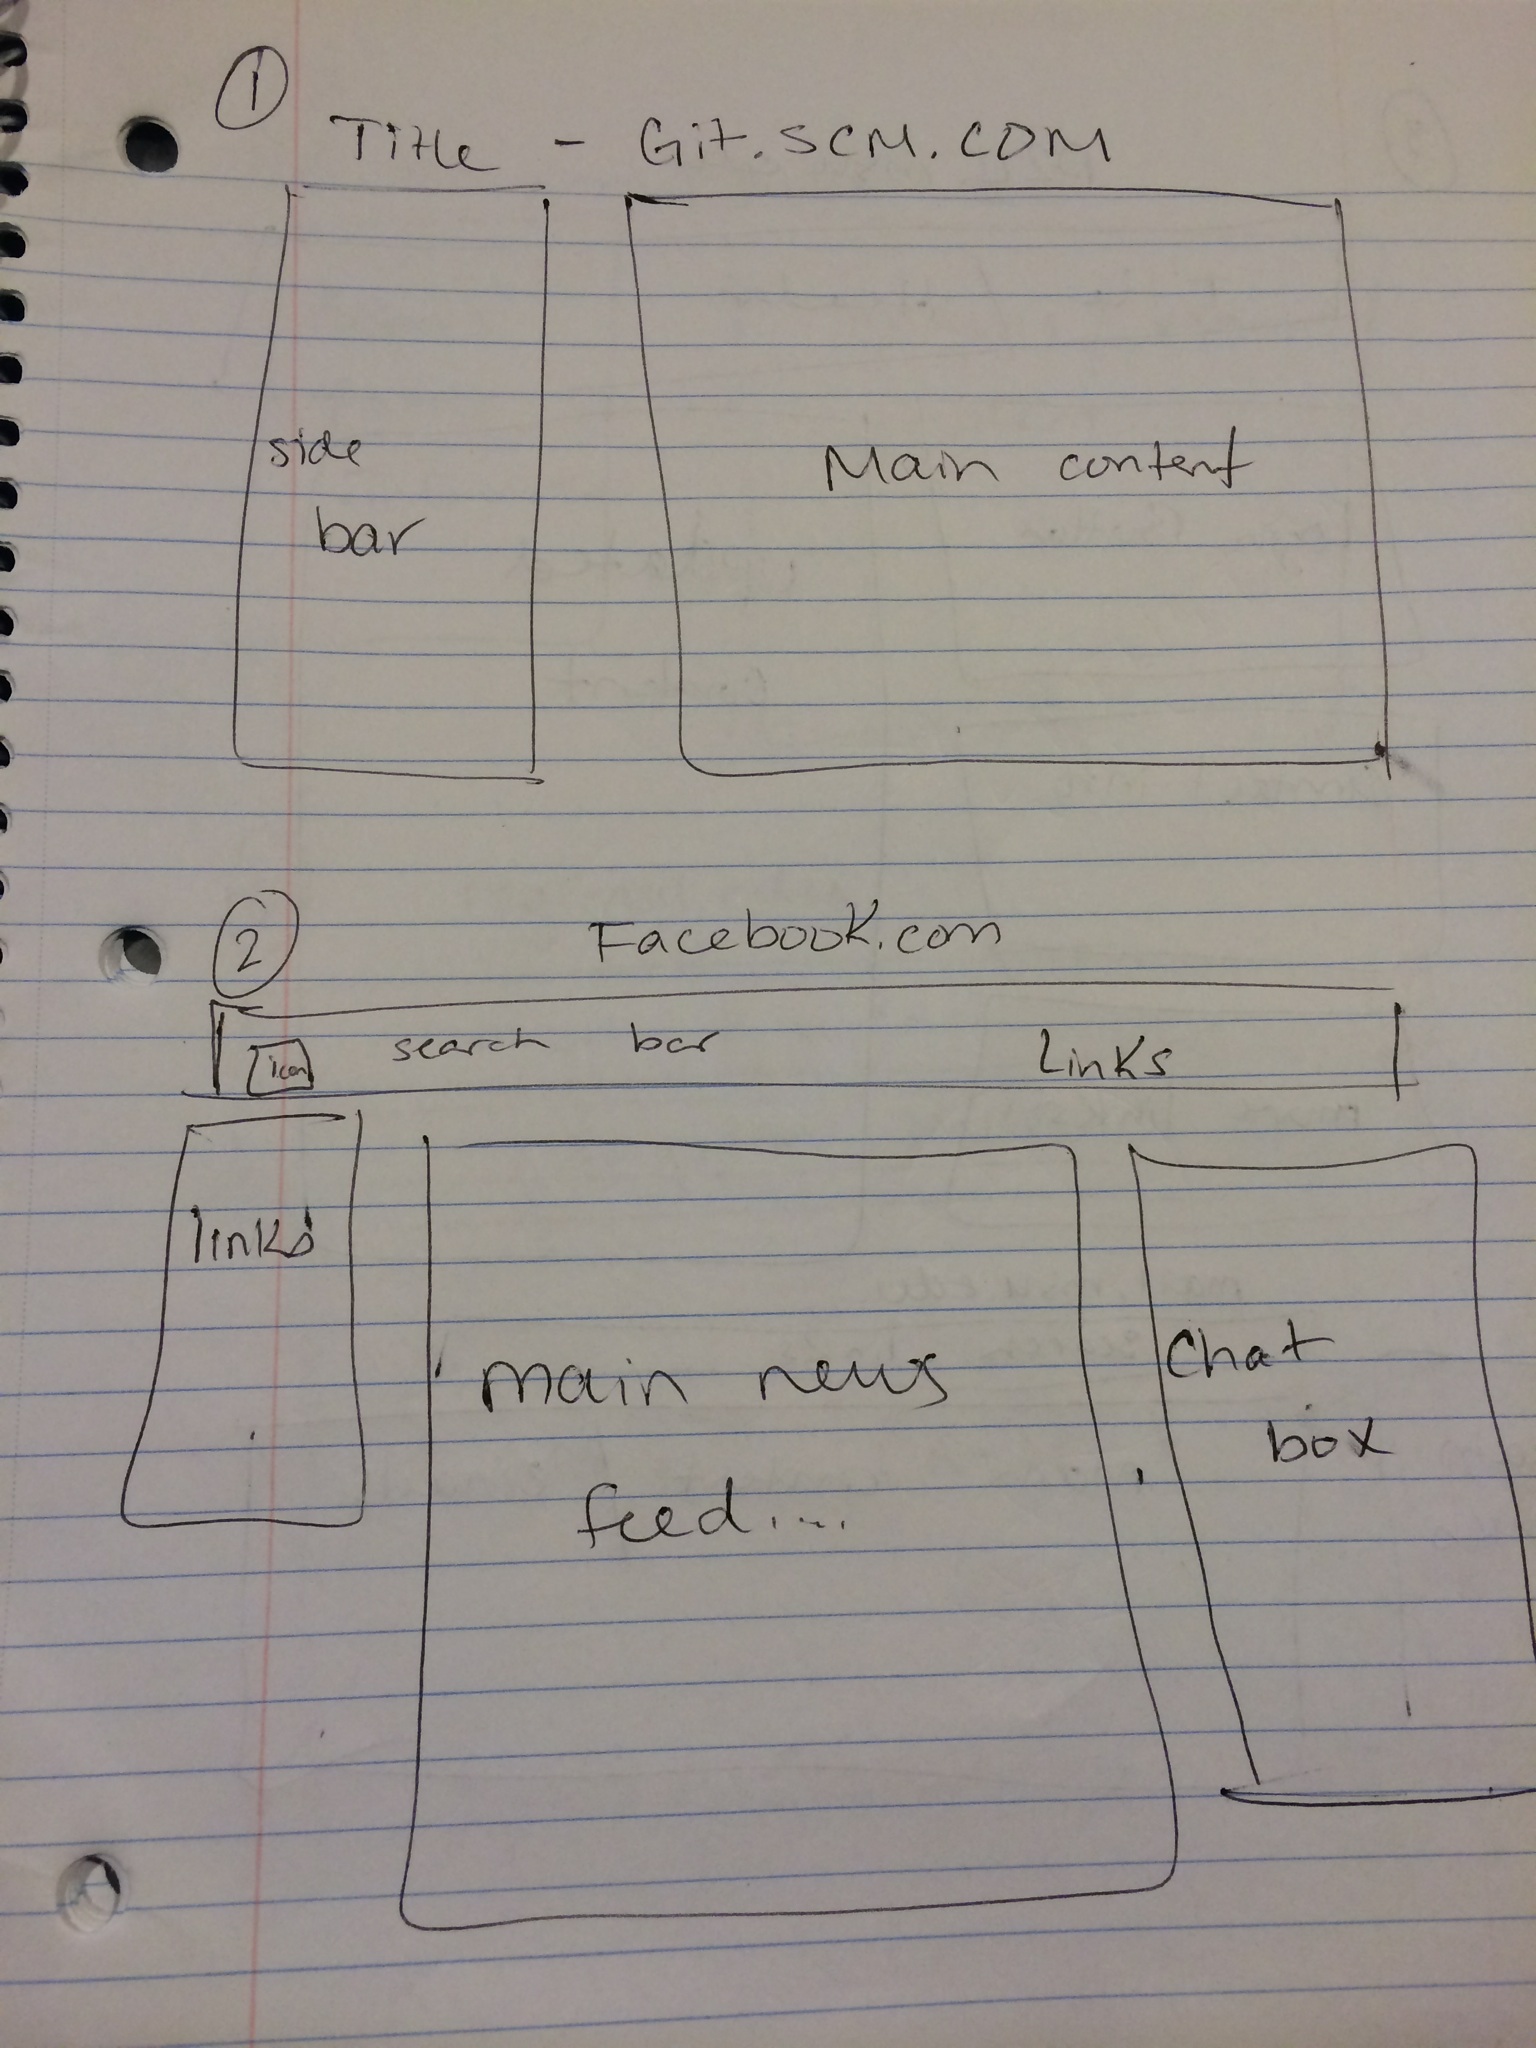 1
Title - Git.SCM.COM
side
bar
Main content
2
Facebook.com
icon search bar Links
links
main news
feed....
Chat
box